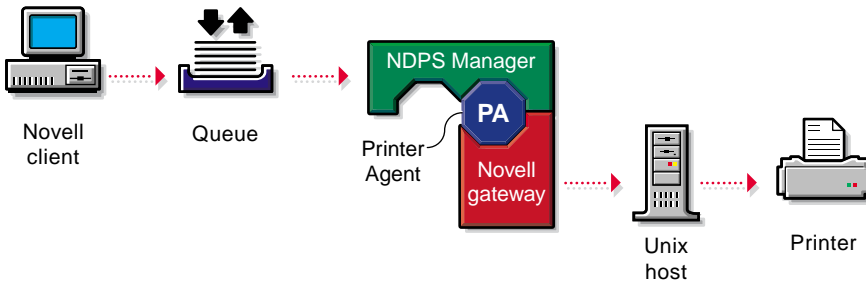 NDPS Manager
PA
Novell
client
Queue
Printer
Agent
Novell
gateway
Unix
host
Printer